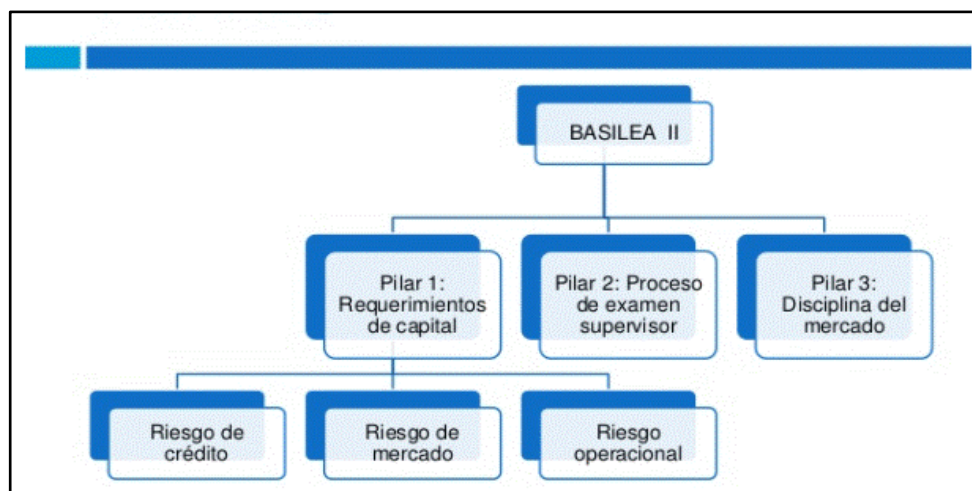 BASILEA II
Pilar 1:
Requerimientos
de capital
Pilar 2: Proceso
de examen
supervisor
Pilar 3:
Disciplina del
mercado
Riesgo de
crédito
Riesgo de
mercado
Riesgo
operacional